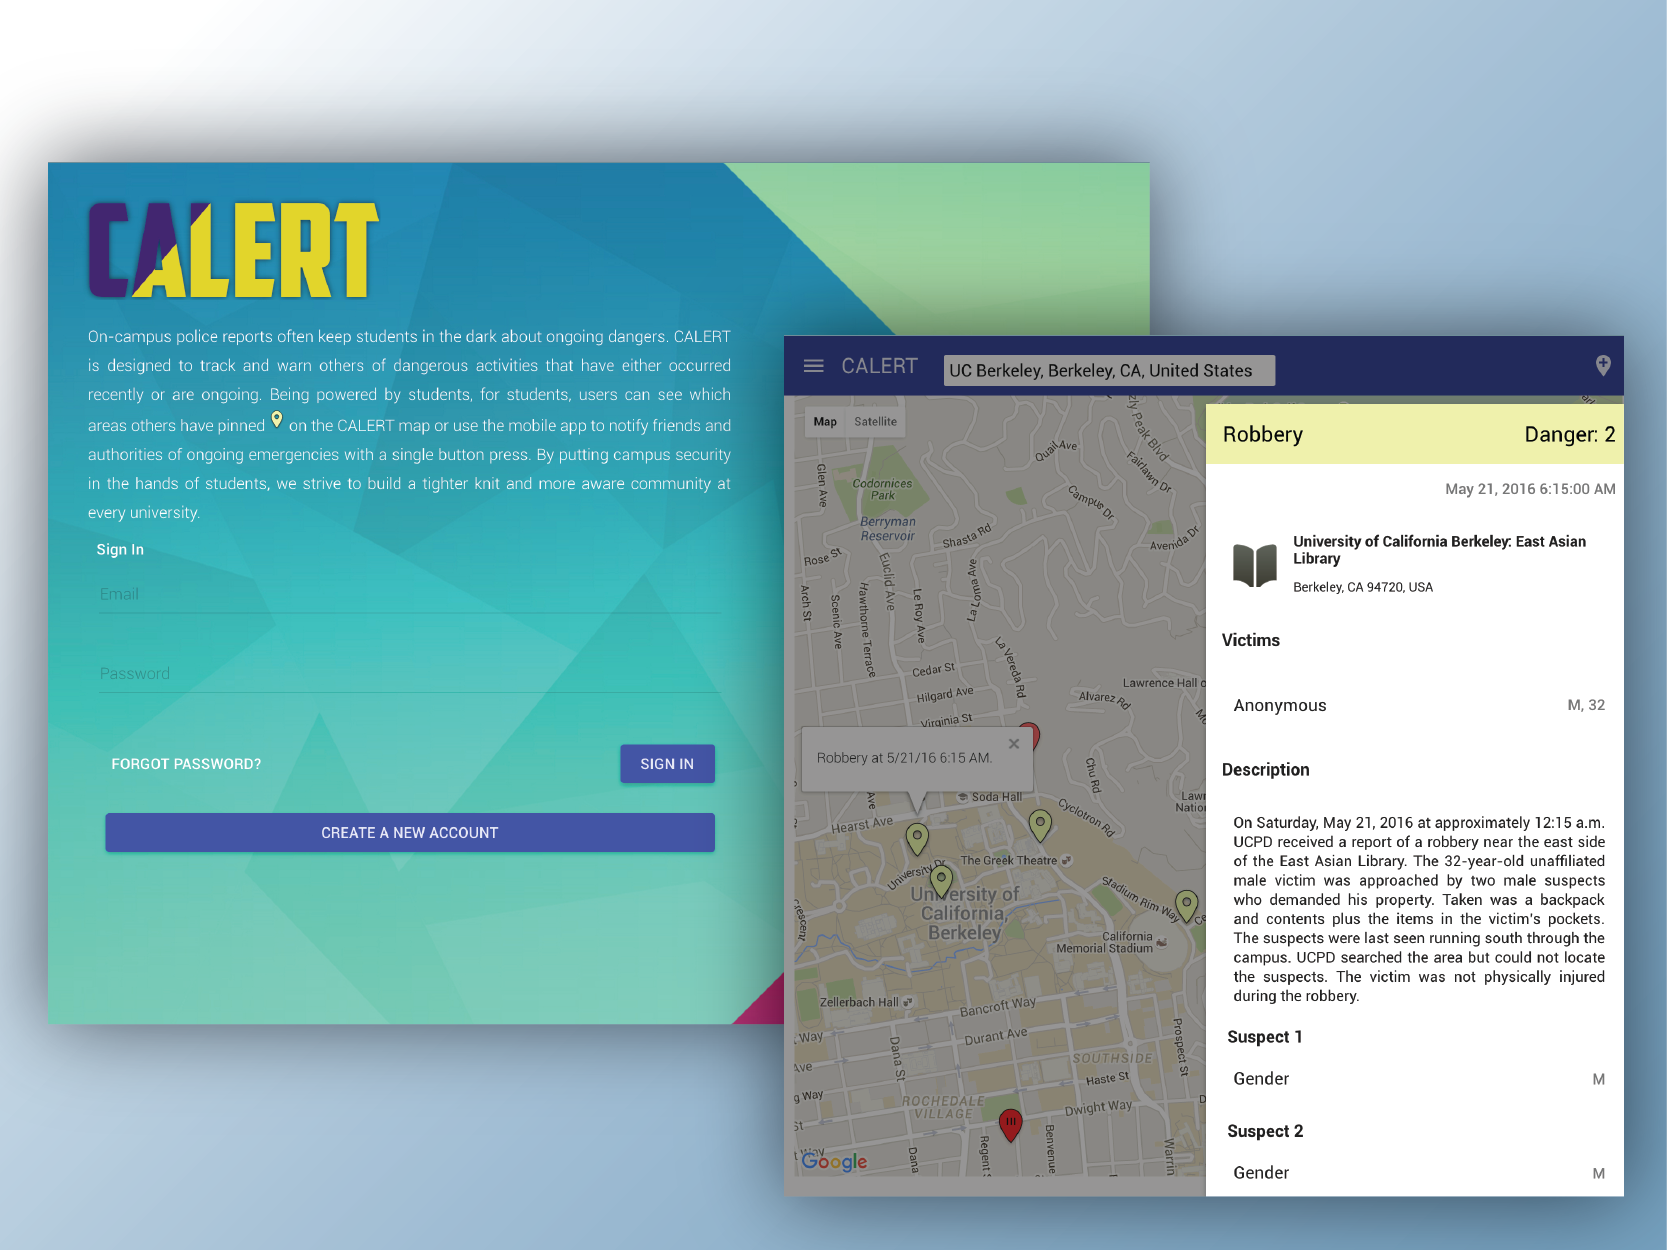 CALERT
On-campus police reports often keep students in the dark about ongoing dangers. CALERT
is designed to track and warn others of dangerous activities that have either occurred
recently or are ongoing. Being powered by students, for students, users can see which
areas others have pinned on the CALERT map or use the mobile app to notify friends and
authorities of ongoing emergencies with a single button press. By putting campus security
in the hands of students, we strive to build a tighter knit and more aware community at
every university.
Sign In
Email
Password
FORGOT PASSWORD?
SIGN IN
CREATE A NEW ACCOUNT
CALERT
UC Berkeley, Berkeley, CA, United States
Map
Satellite
Glen Ave
Codornices
Park
Berryman
Reservoir
Quail Ave
zly Peak Blvd
Fairlawn Dr
Campus Dr
Shasta Rd
Avenida Dr
Rose St
Euclid Ave
Arch St
Scenic Ave
Hawthorne Terrace
Le Roy Ave
La Loma Ave
La Vereda Rd
Cedar St
Hilgard Ave
Virginia St
Lawrence Hall o
Alvarez Rd
Robbery at 5/21/16 6:15 AM.
Ave
Soda Hall
Chu Rd
Lawr
Nation
Hearst Ave
Cyclotron Rd
The Greek Theatre
University Dr
University of
California,
Berkeley
Stadium Rim Way
Ce
California
Memorial Stadium
Crescent
Zellerbach Hall
Bancroft Way
Way
Durant Ave
Dana St
Prospect St
SOUTHSIDE
Ave
Haste St
g Way
ROCHEDALE
VILLAGE
Dwight Way
D
St
Way
Google
Dana
Regent S
Benvenue
Warrin
Robbery
Danger: 2
May 21, 2016 6:15:00 AM
University of California Berkeley: East Asian
Library
Berkeley, CA 94720, USA
Victims
Anonymous
M, 32
Description
On Saturday, May 21, 2016 at approximately 12:15 a.m.
UCPD received a report of a robbery near the east side
of the East Asian Library. The 32-year-old unaffiliated
male victim was approached by two male suspects
who demanded his property. Taken was a backpack
and contents plus the items in the victim's pockets.
The suspects were last seen running south through the
campus. UCPD searched the area but could not locate
the suspects. The victim was not physically injured
during the robbery.
Suspect 1
Gender
M
Suspect 2
Gender
M